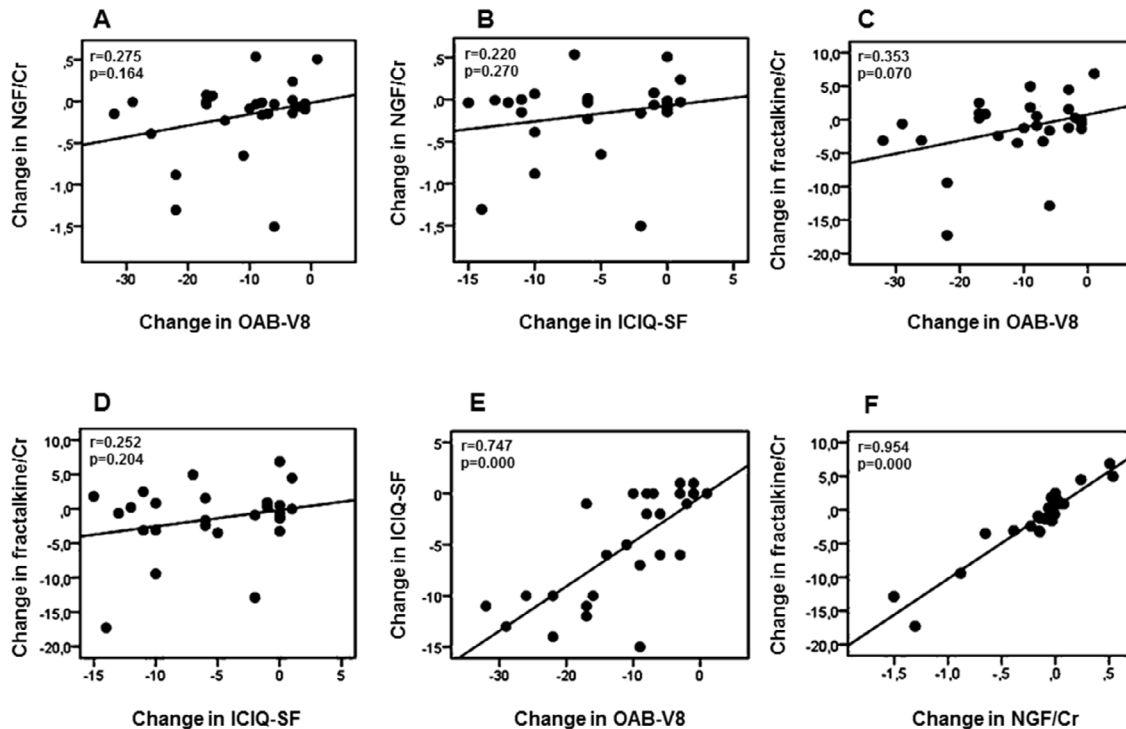 A
r=0.275
p=0.164
Change in NGF/Cr
,5
,0
-,5
-1,0
-1,5
-30 -20 -10 0
Change in OAB-V8
B
r=0.220
p=0.270
Change in NGF/Cr
,5
,0
-,5
-1,0
-1,5
-15 -10 -5 0 5
Change in ICIQ-SF
C
r=0.353
p=0.070
Change in fractalkine/Cr
10,0
5,0
,0
-5,0
-10,0
-15,0
-20,0
-30 -20 -10 0
Change in OAB-V8
D
r=0.252
p=0.204
Change in fractalkine/Cr
10,0
5,0
,0
-5,0
-10,0
-15,0
-20,0
-15 -10 -5 0 5
Change in ICIQ-SF
E
r=0.747
p=0.000
Change in ICIQ-SF
5
0
-5
-10
-15
-30 -20 -10 0
Change in OAB-V8
F
r=0.954
p=0.000
Change in fractalkine/Cr
10,0
5,0
,0
-5,0
-10,0
-15,0
-20,0
-1,5 -1,0 -,5 ,0 ,5
Change in NGF/Cr